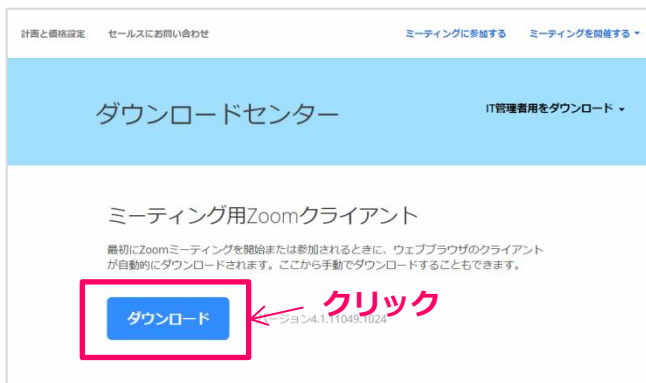 計画と価格設定 セールスにお問い合わせ ミーティングに参加する ミーティングを開催する
ダウンロードセンター IT管理者用をダウンロード
ミーティング用Zoomクライアント
最初にZoomミーティングを開始または参加されるときに、ウェブブラウザのクライアント
が自動的にダウンロードされます。ここから手動でダウンロードすることもできます。
ダウンロード バージョン4.1.11049.1024 クリック